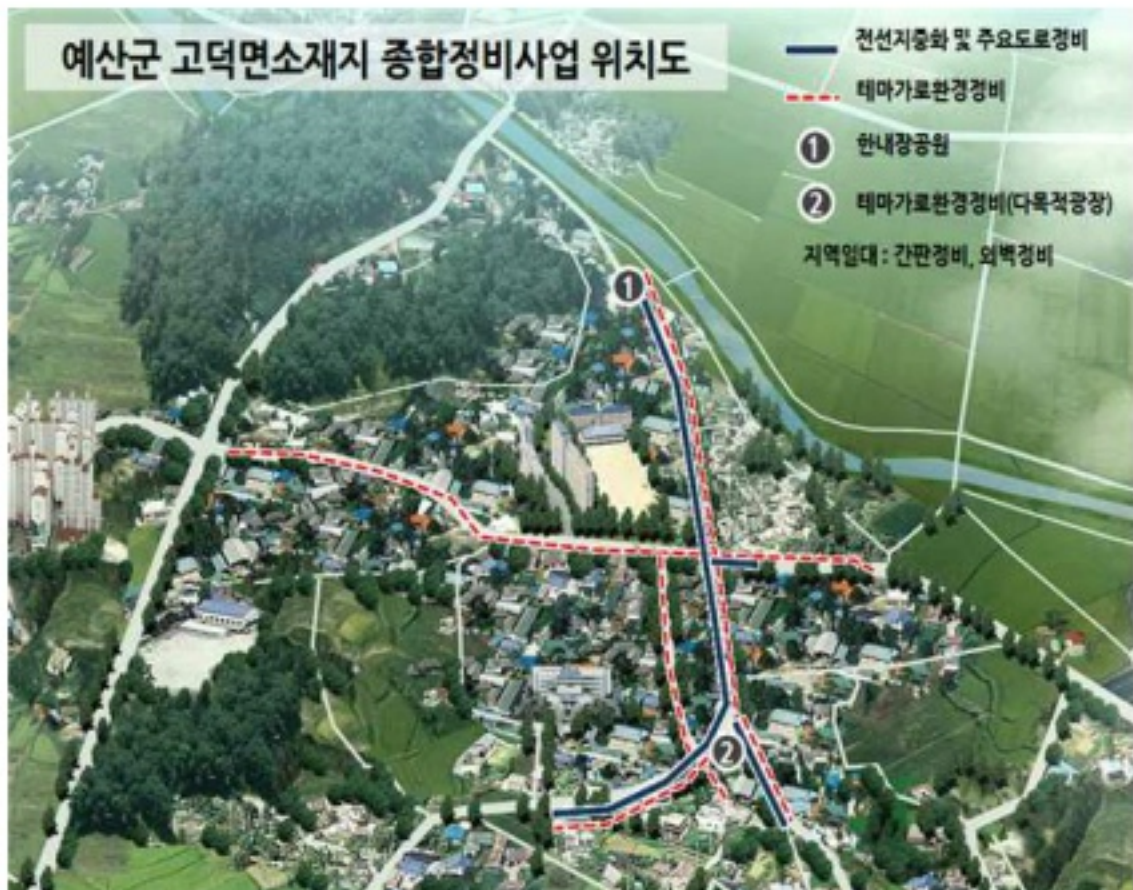 예산군 고덕면소재지 종합정비사업 위치도
전선지중화 및 주요도로정비
테마가로환경정비
1 한내장공원
2 테마가로환경정비(다목적광장)
지역일대 : 간판정비, 외벽정비
1
2